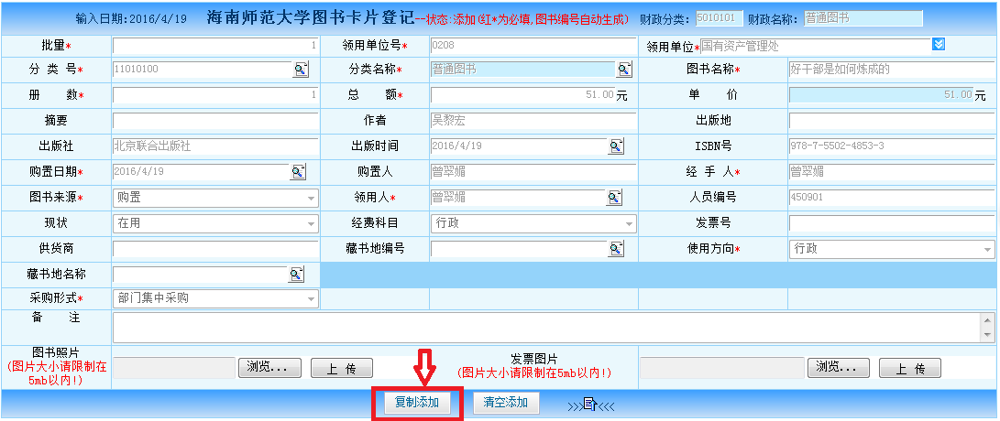 输入日期:2016/4/19 海南师范大学图书卡片登记--状态:添加(红*为必填,图书编号自动生成) 财政分类: 5010101 财政名称: 普通图书
批量* 1 领用单位号* 0208 领用单位* 国有资产管理处
分 类 号* 11010100 分类名称* 普通图书 图书名称* 好干部是如何炼成的
册 数* 1 总 额* 51.00 元 单 价 51.00 元
摘要 作者 吴黎宏 出版地
出版社 北京联合出版社 出版时间 2016/4/19 ISBN号 978-7-5502-4853-3
购置日期* 2016/4/19 购置人 曾翠媚 经 手 人* 曾翠媚
图书来源* 购置 领用人* 曾翠媚 人员编号 450901
现状 在用 经费科目 行政 发票号
供货商 藏书地编号 使用方向* 行政
藏书地名称
采购形式* 部门集中采购
备 注
图书照片
(图片大小请限制在
5mb以内!)
浏览... 上 传
发票图片
(图片大小请限制在5mb以内!)
浏览... 上 传
复制添加 清空添加 >>> <<<